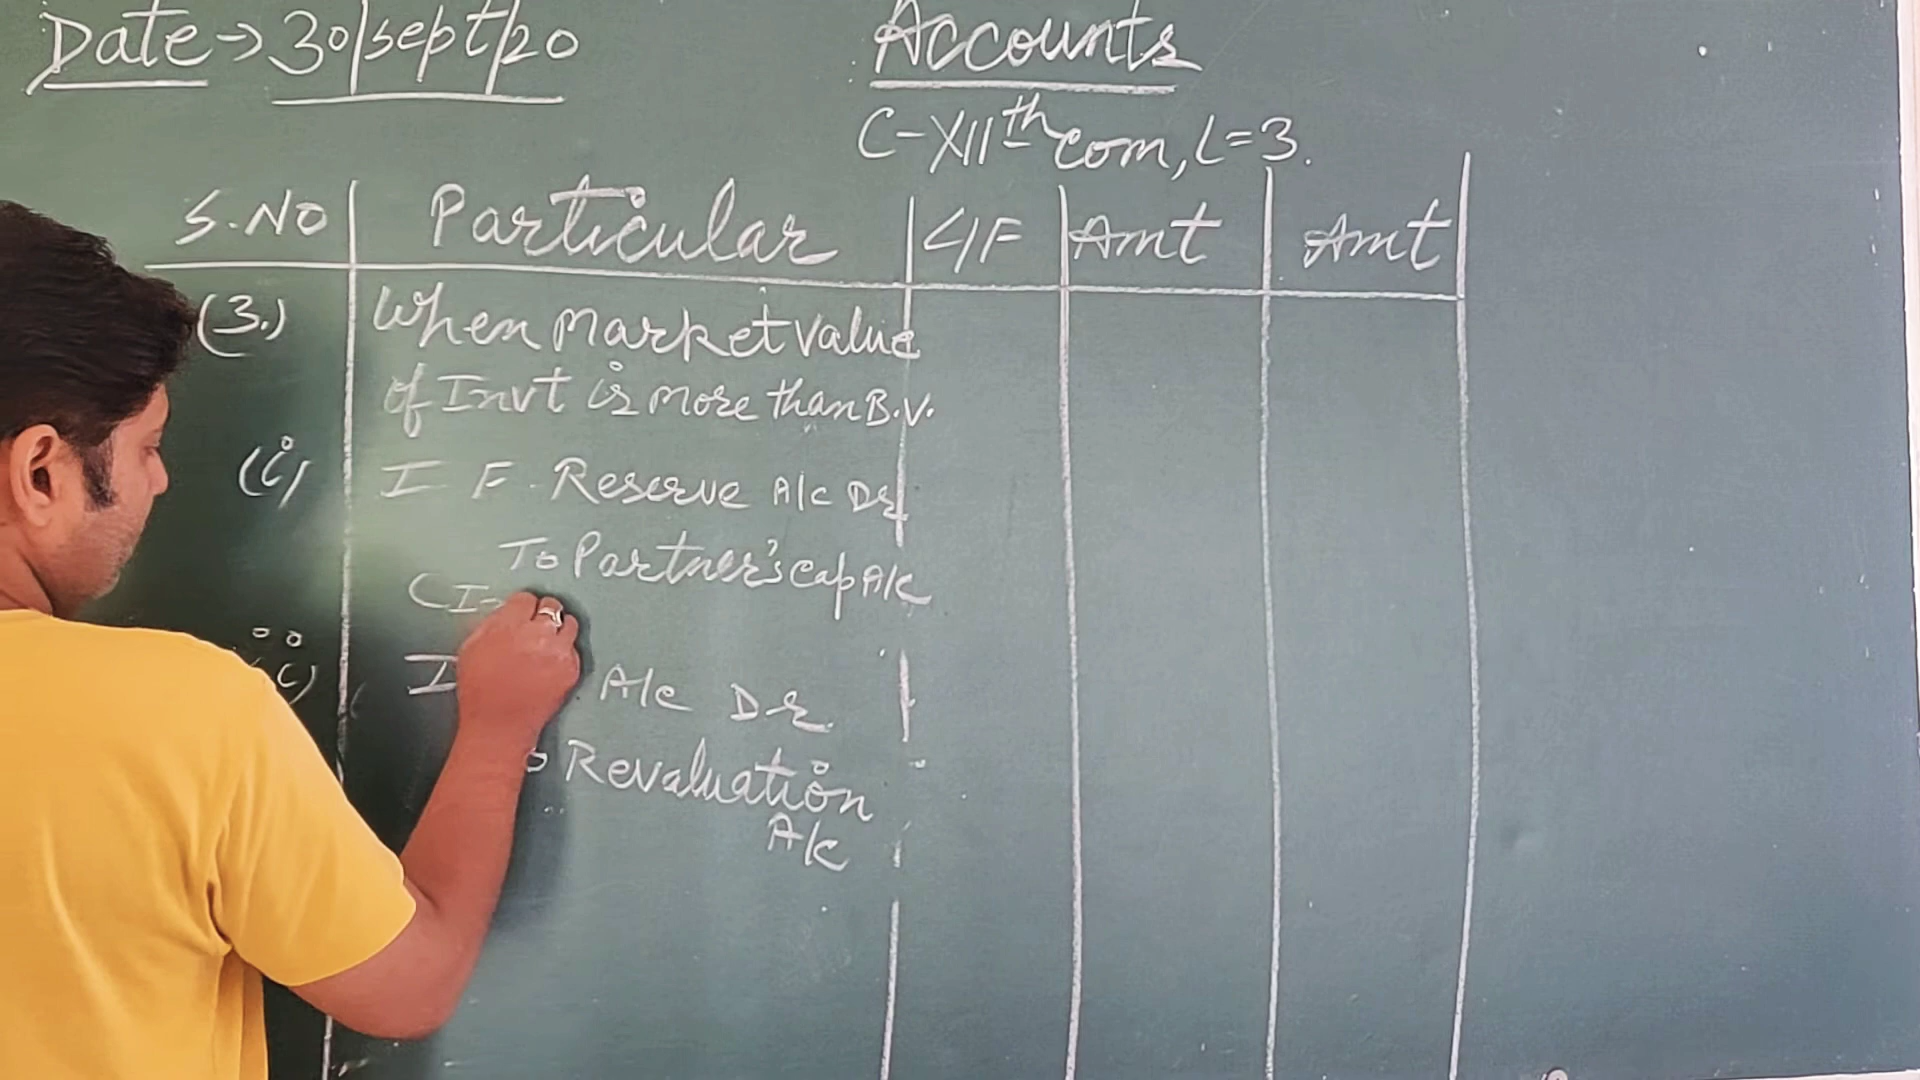 Date → 30/sept/20
Accounts
C-XIIth com, L=3.
S.NO Particular L/F Amt Amt
(3.) When Market Value
of Invt is more than B.V.
(i) I F. Reserve A/c Dr
To Partner's Cap A/c
(I
(ii) I A/c Dr.
o Revaluation
A/c